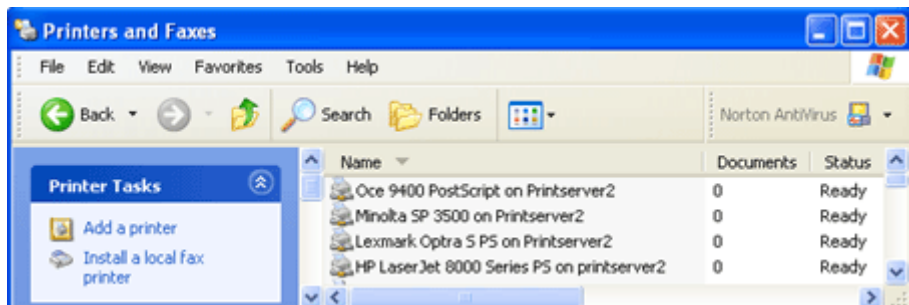 Printers and Faxes
File Edit View Favorites Tools Help
Back Search Folders Norton AntiVirus
Name Documents Status
Printer Tasks
Oce 9400 PostScript on Printserver2 0 Ready
Minolta SP 3500 on Printserver2 0 Ready
Add a printer
Lexmark Optra S PS on Printserver2 0 Ready
Install a local fax
printer
HP LaserJet 8000 Series PS on printserver2 0 Ready